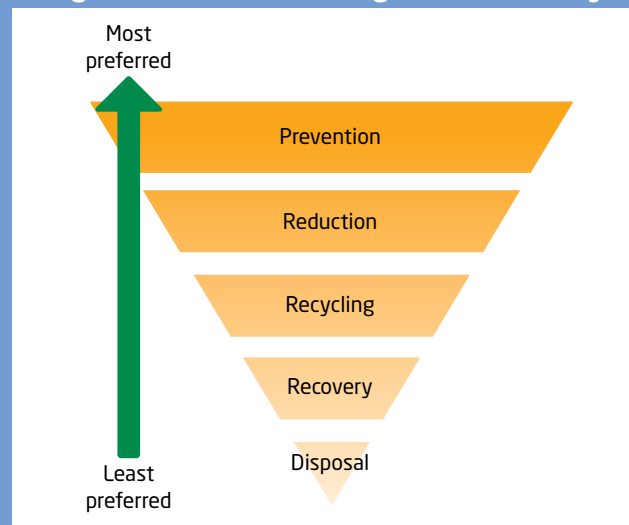 Most
preferred
Prevention
Reduction
Recycling
Recovery
Disposal
Least
preferred